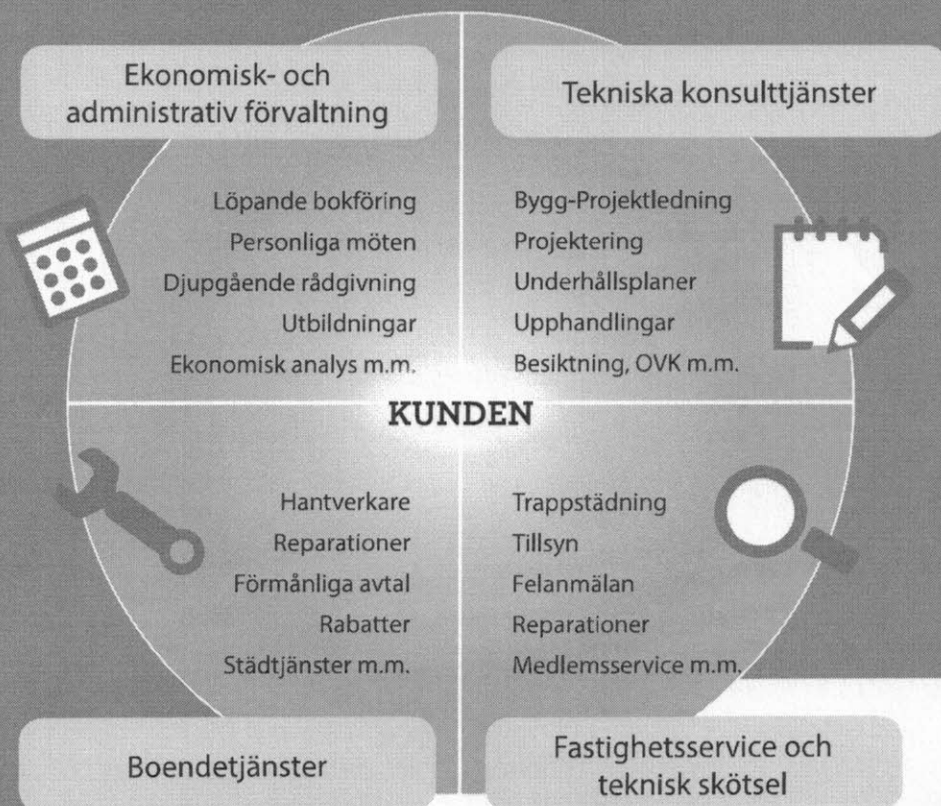 Ekonomisk- och
administrativ förvaltning
Löpande bokföring
Personliga möten
Djupgående rådgivning
Utbildningar
Ekonomisk analys m.m.
Tekniska konsulttjänster
Bygg-Projektledning
Projektering
Underhållsplaner
Upphandlingar
Besiktning, OVK m.m.
KUNDEN
Hantverkare
Reparationer
Förmånliga avtal
Rabatter
Städtjänster m.m.
Boendetjänster
Trappstädning
Tillsyn
Felanmälan
Reparationer
Medlemsservice m.m.
Fastighetsservice och
teknisk skötsel